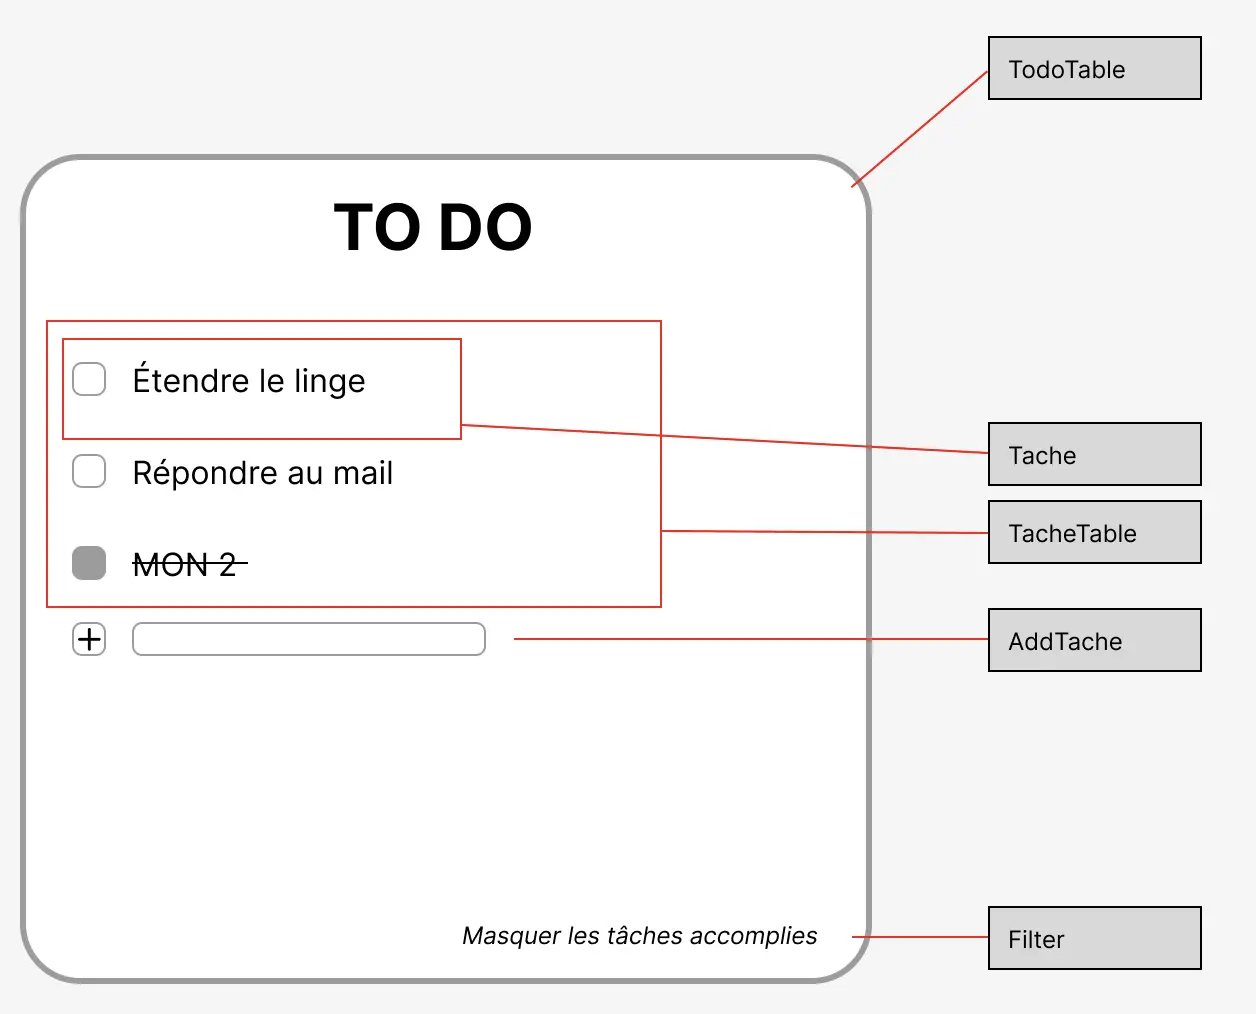 TodoTable
TO DO
Étendre le linge
Tache
Répondre au mail
TacheTable
MON 2
AddTache
Masquer les tâches accomplies
Filter